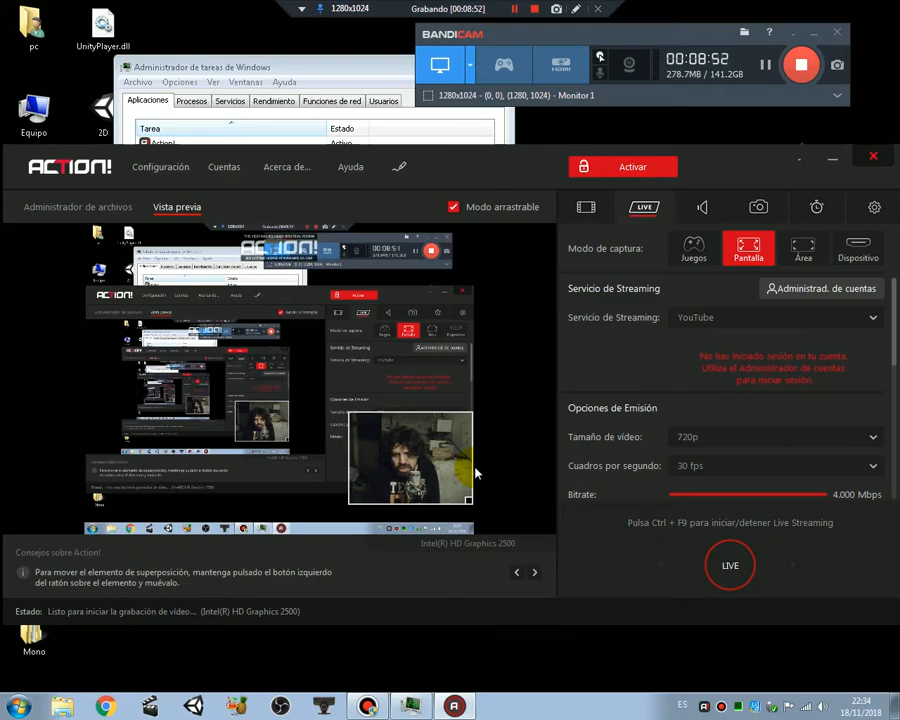 1280x1024
Grabando [00:08:52]
pc
UnityPlayer.dll
BANDICAM
Administrador de tareas de Windows
Archivo Opciones Ver Ventanas Ayuda
HDMI
00:08:52
278.7MB / 141.2GB
Aplicaciones Procesos Servicios Rendimiento Funciones de red Usuarios
1280x1024 - (0, 0), (1280, 1024) - Monitor1
Equipo
2D
Tarea Estado
Action! Activo
ACTION! Configuración Cuentas Acerca de... Ayuda
Activar
Administrador de archivos Vista previa Modo arrastrable
LIVE
Modo de captura:
Juegos Pantalla Área Dispositivo
Servicio de Streaming
Administrad. de cuentas
Servicio de Streaming: YouTube
No has iniciado sesión en tu cuenta.
Utiliza el Administrador de cuentas
para iniciar sesión.
Opciones de Emisión
Tamaño de vídeo: 720p
Cuadros por segundo: 30 fps
Bitrate: 4.000 Mbps
Pulsa Ctrl + F9 para iniciar/detener Live Streaming
LIVE
Intel(R) HD Graphics 2500
Consejos sobre Action!
Para mover el elemento de superposición, mantenga pulsado el botón izquierdo
del ratón sobre el elemento y muévalo.
Estado: Listo para iniciar la grabación de vídeo... (Intel(R) HD Graphics 2500)
Mono
ES
22:34
18/11/2018